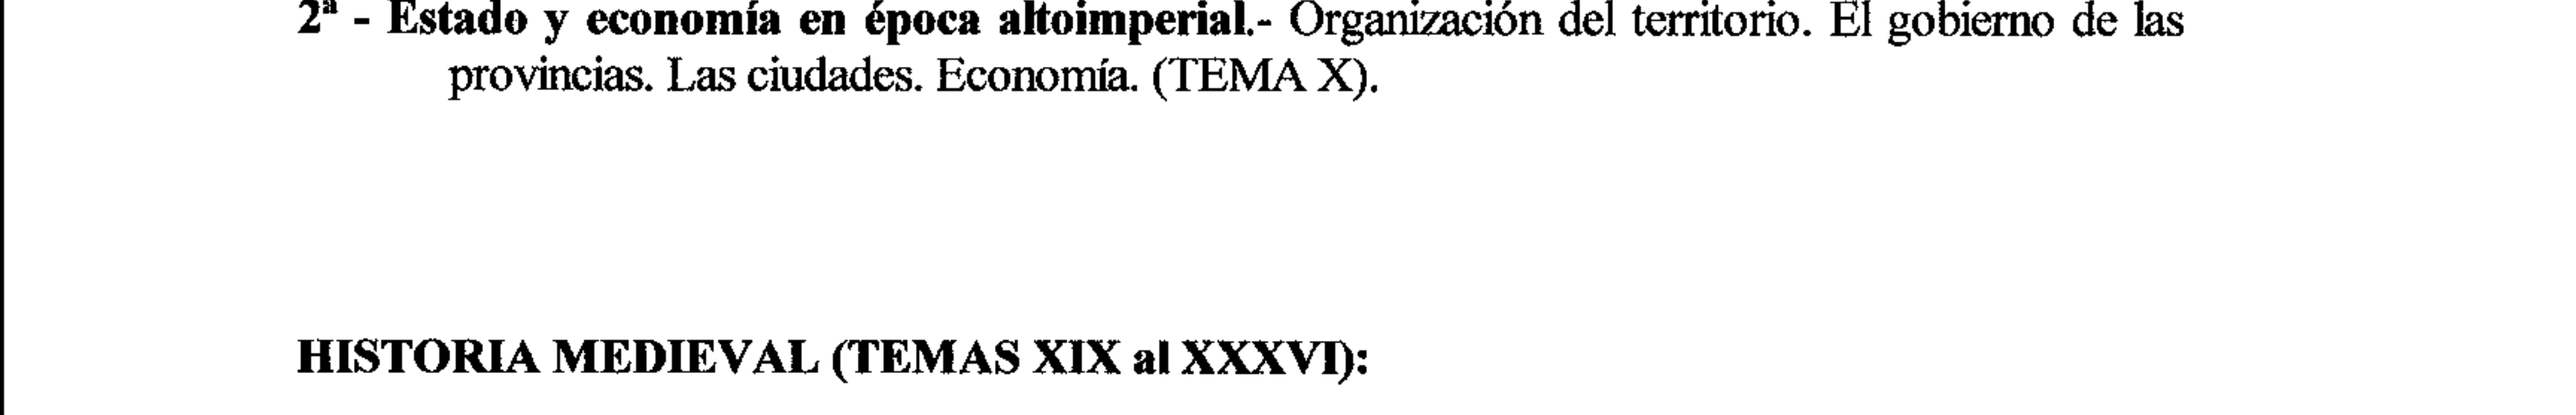 2ª - Estado y economía en época altoimperial.- Organización del territorio. El gobierno de las
provincias. Las ciudades. Economía. (TEMA X).
HISTORIA MEDIEVAL (TEMAS XIX al XXXVI):